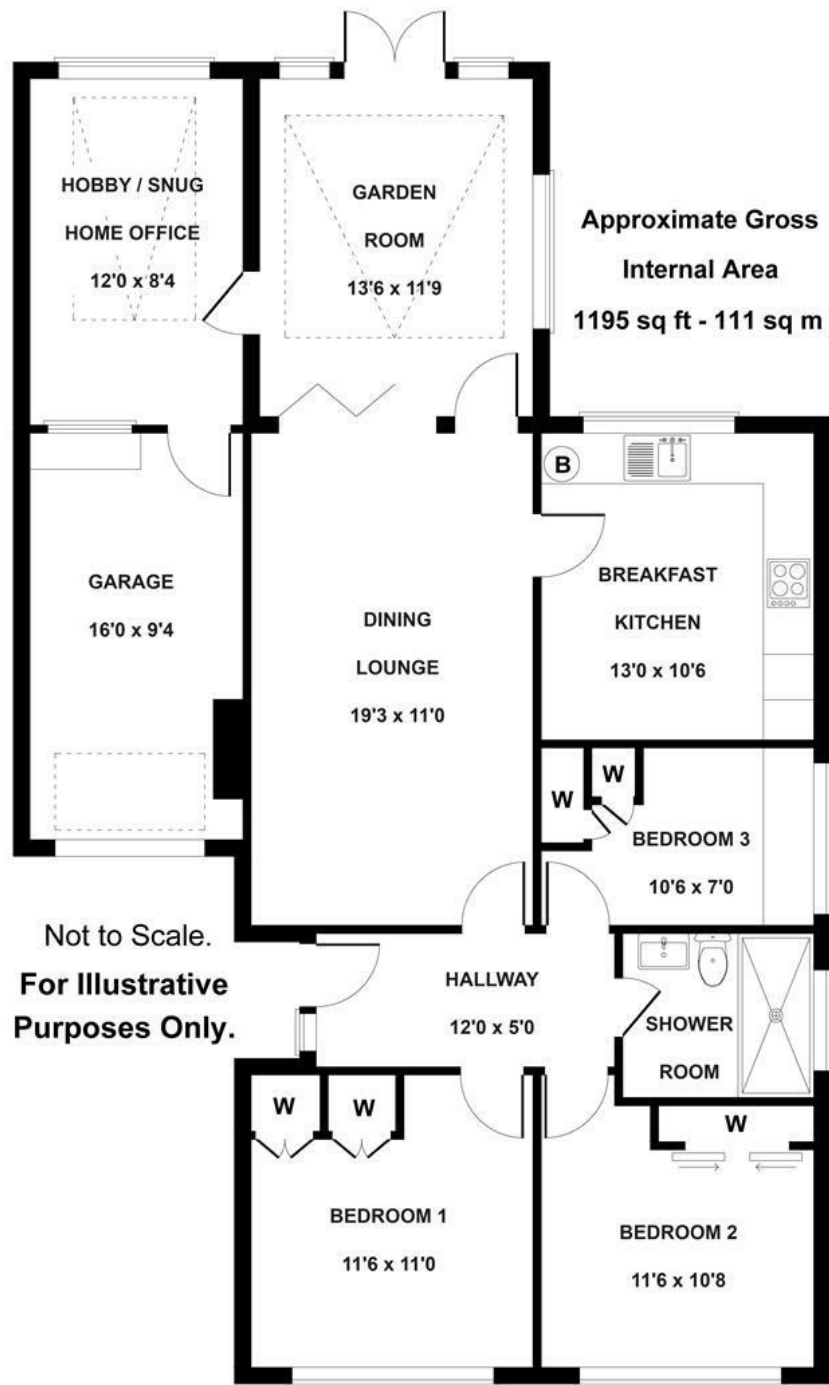 HOBBY / SNUG
HOME OFFICE
12'0 x 8'4
GARDEN
ROOM
13'6 x 11'9
Approximate Gross
Internal Area
1195 sq ft - 111 sq m
B
GARAGE
16'0 x 9'4
DINING
LOUNGE
19'3 x 11'0
BREAKFAST
KITCHEN
13'0 x 10'6
W
W
BEDROOM 3
10'6 x 7'0
Not to Scale.
For Illustrative
Purposes Only.
HALLWAY
12'0 x 5'0
SHOWER
ROOM
W
W
W
BEDROOM 1
11'6 x 11'0
BEDROOM 2
11'6 x 10'8